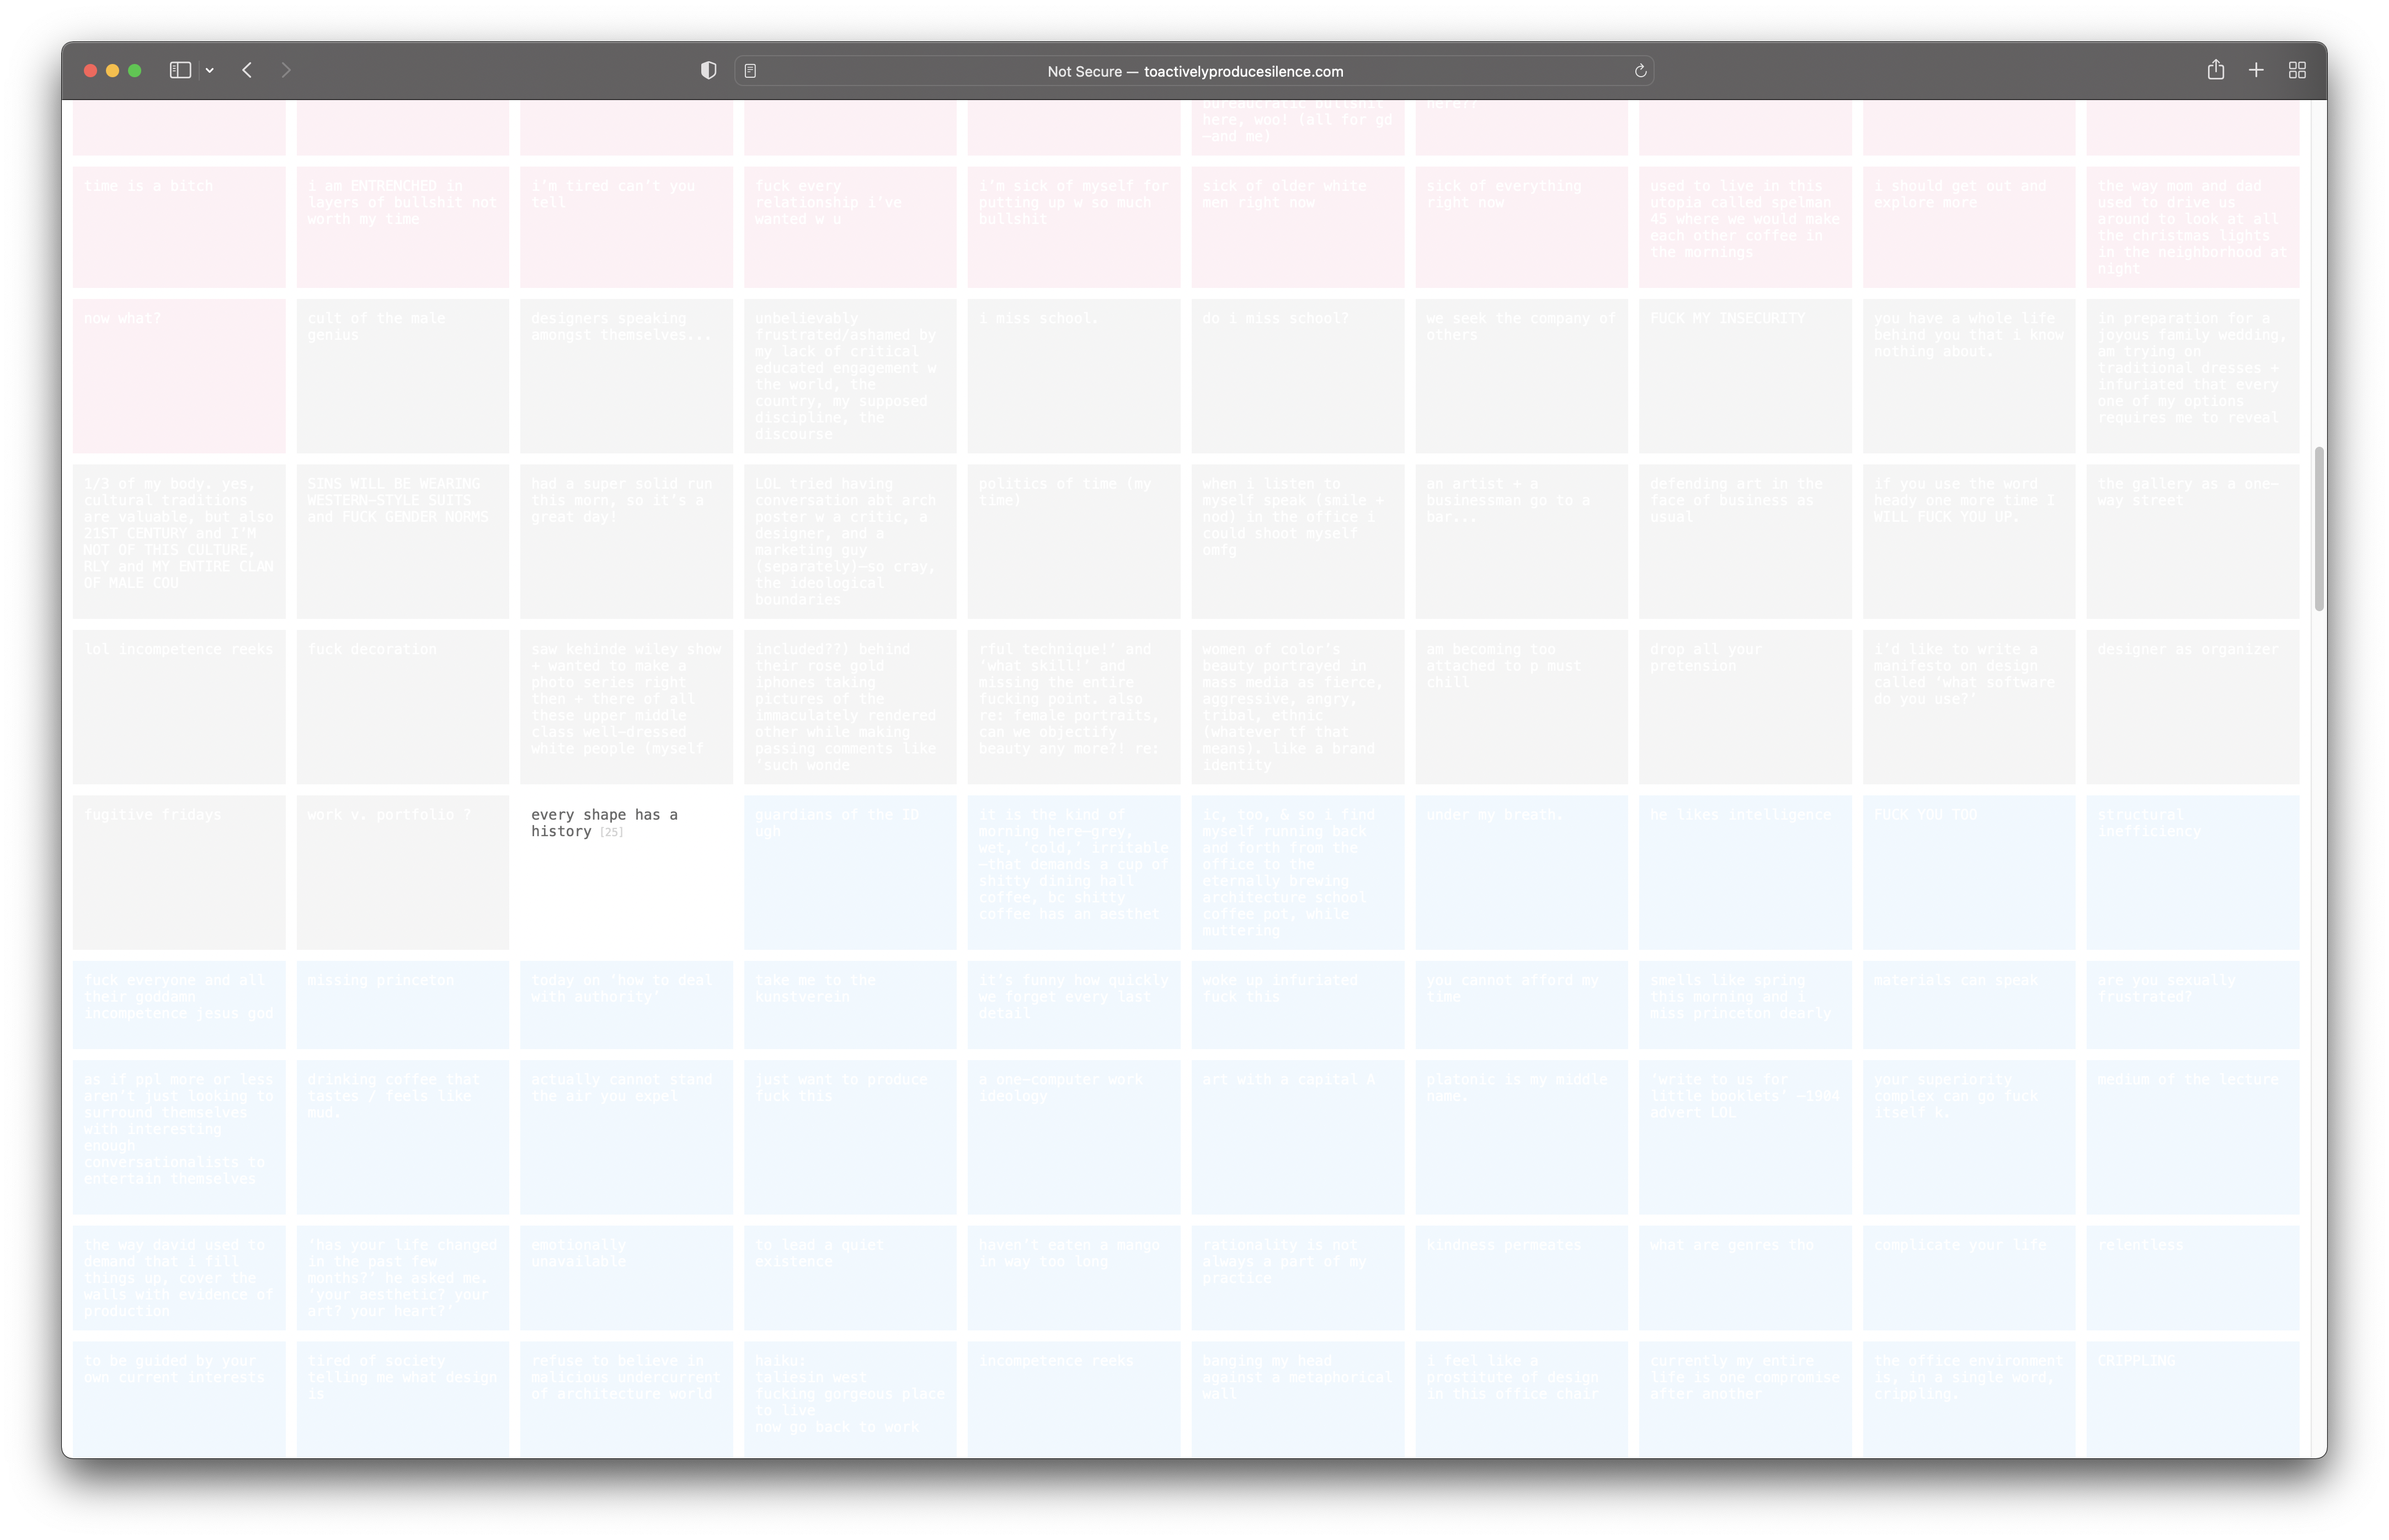 Not Secure — toactivelyproducesilence.com
bureaucratic bullshit
here, woo! (all for gd
—and me)
here??
time is a bitch
i am ENTRENCHED in
layers of bullshit not
worth my time
i’m tired can’t you
tell
fuck every
relationship i’ve
wanted w u
i’m sick of myself for
putting up w so much
bullshit
sick of older white
men right now
sick of everything
right now
used to live in this
utopia called spelman
45 where we would make
each other coffee in
the mornings
i should get out and
explore more
the way mom and dad
used to drive us
around to look at all
the christmas lights
in the neighborhood at
night
now what?
cult of the male
genius
designers speaking
amongst themselves...
unbelievably
frustrated/ashamed by
my lack of critical
educated engagement w
the world, the
country, my supposed
discipline, the
discourse
i miss school.
do i miss school?
we seek the company of
others
FUCK MY INSECURITY
you have a whole life
behind you that i know
nothing about.
in preparation for a
joyous family wedding,
am trying on
traditional dresses +
infuriated that every
one of my options
requires me to reveal
1/3 of my body. yes,
cultural traditions
are valuable, but also
21ST CENTURY and I’M
NOT OF THIS CULTURE,
RLY and MY ENTIRE CLAN
OF MALE COU
SINS WILL BE WEARING
WESTERN—STYLE SUITS
and FUCK GENDER NORMS
had a super solid run
this morn, so it’s a
great day!
LOL tried having
conversation abt arch
poster w a critic, a
designer, and a
marketing guy
(separately)—so cray,
the ideological
boundaries
politics of time (my
time)
when i listen to
myself speak (smile +
nod) in the office i
could shoot myself
omfg
an artist + a
businessman go to a
bar...
defending art in the
face of business as
usual
if you use the word
heady one more time I
WILL FUCK YOU UP.
the gallery as a one—
way street
lol incompetence reeks
fuck decoration
saw kehinde wiley show
+ wanted to make a
photo series right
then + there of all
these upper middle
class well—dressed
white people (myself
included??) behind
their rose gold
iphones taking
pictures of the
immaculately rendered
other while making
passing comments like
‘such wonde
rful technique!’ and
‘what skill!’ and
missing the entire
fucking point. also
re: female portraits,
can we objectify
beauty any more?! re:
women of color’s
beauty portrayed in
mass media as fierce,
aggressive, angry,
tribal, ethnic
(whatever tf that
means). like a brand
identity
am becoming too
attached to p must
chill
drop all your
pretension
i’d like to write a
manifesto on design
called ‘what software
do you use?’
designer as organizer
fugitive fridays
work v. portfolio ?
every shape has a
history [25]
guardians of the ID
ugh
it is the kind of
morning here—grey,
wet, ‘cold,’ irritable
—that demands a cup of
shitty dining hall
coffee, bc shitty
coffee has an aesthet
ic, too, & so i find
myself running back
and forth from the
office to the
eternally brewing
architecture school
coffee pot, while
muttering
under my breath.
he likes intelligence
FUCK YOU TOO
structural
inefficiency
fuck everyone and all
their goddamn
incompetence jesus god
missing princeton
today on ‘how to deal
with authority’
take me to the
kunstverein
it’s funny how quickly
we forget every last
detail
woke up infuriated
fuck this
you cannot afford my
time
smells like spring
this morning and i
miss princeton dearly
materials can speak
are you sexually
frustrated?
as if ppl more or less
aren’t just looking to
surround themselves
with interesting
enough
conversationalists to
entertain themselves
drinking coffee that
tastes / feels like
mud.
actually cannot stand
the air you expel
just want to produce
fuck this
a one—computer work
ideology
art with a capital A
platonic is my middle
name.
‘write to us for
little booklets’ —1904
advert LOL
your superiority
complex can go fuck
itself k.
medium of the lecture
the way david used to
demand that i fill
things up, cover the
walls with evidence of
production
‘has your life changed
in the past few
months?’ he asked me.
‘your aesthetic? your
art? your heart?’
emotionally
unavailable
to lead a quiet
existence
haven’t eaten a mango
in way too long
rationality is not
always a part of my
practice
kindness permeates
what are genres tho
complicate your life
relentless
to be guided by your
own current interests
tired of society
telling me what design
is
refuse to believe in
malicious undercurrent
of architecture world
haiku:
taliesin west
fucking gorgeous place
to live
now go back to work
incompetence reeks
banging my head
against a metaphorical
wall
i feel like a
prostitute of design
in this office chair
currently my entire
life is one compromise
after another
the office environment
is, in a single word,
crippling.
CRIPPLING